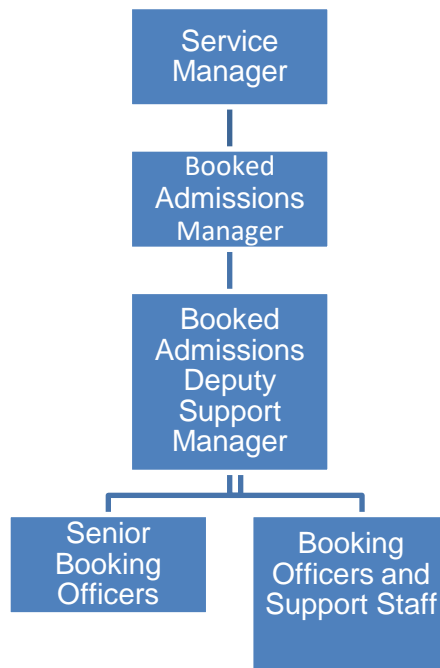 Service
Manager
Booked
Admissions
Manager
Booked
Admissions
Deputy
Support
Manager
Senior
Booking
Officers
Booking
Officers and
Support Staff